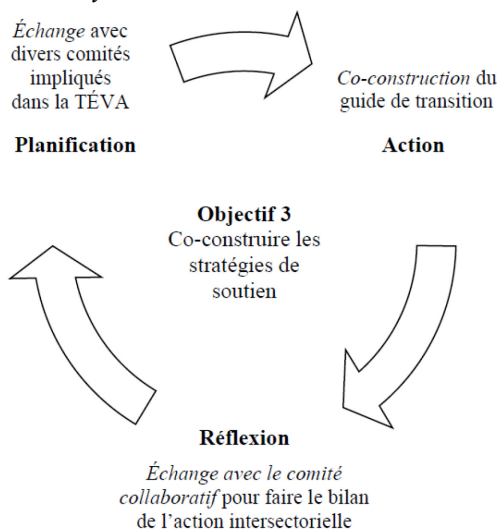 Échange avec
divers comités
impliqués
dans la TÉVA
Planification
Co-construction du
guide de transition
Action
Objectif 3
Co-construire les
stratégies de
soutien
Réflexion
Échange avec le comité
collaboratif pour faire le bilan
de l'action intersectorielle